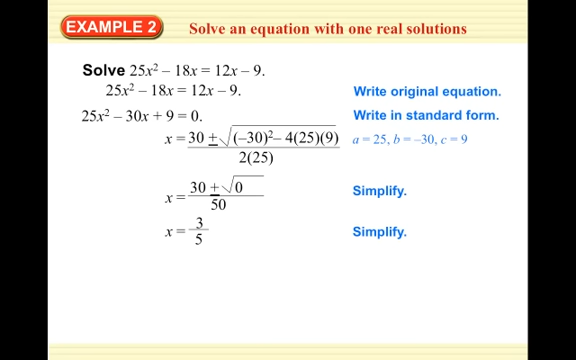 EXAMPLE 2 Solve an equation with one real solutions
Solve 25x² – 18x = 12x – 9.
25x² – 18x = 12x – 9. Write original equation.
25x² – 30x + 9 = 0. Write in standard form.
x = 30 ± √(–30)² – 4(25)(9) / 2(25) a = 25, b = –30, c = 9
x = 30 ± √0 / 50 Simplify.
x = 3 / 5 Simplify.